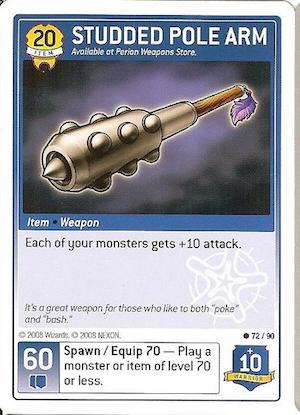 20
ITEM
STUDDED POLE ARM
Available at Perion Weapons Store.
Item • Weapon
Each of your monsters gets +10 attack.
It's a great weapon for those who like to both "poke"
and "bash."
© 2008 Wizards. © 2008 NEXON.
● 72 / 90
60
Spawn / Equip 70 — Play a
monster or item of level 70
or less.
+
10
WARRIOR